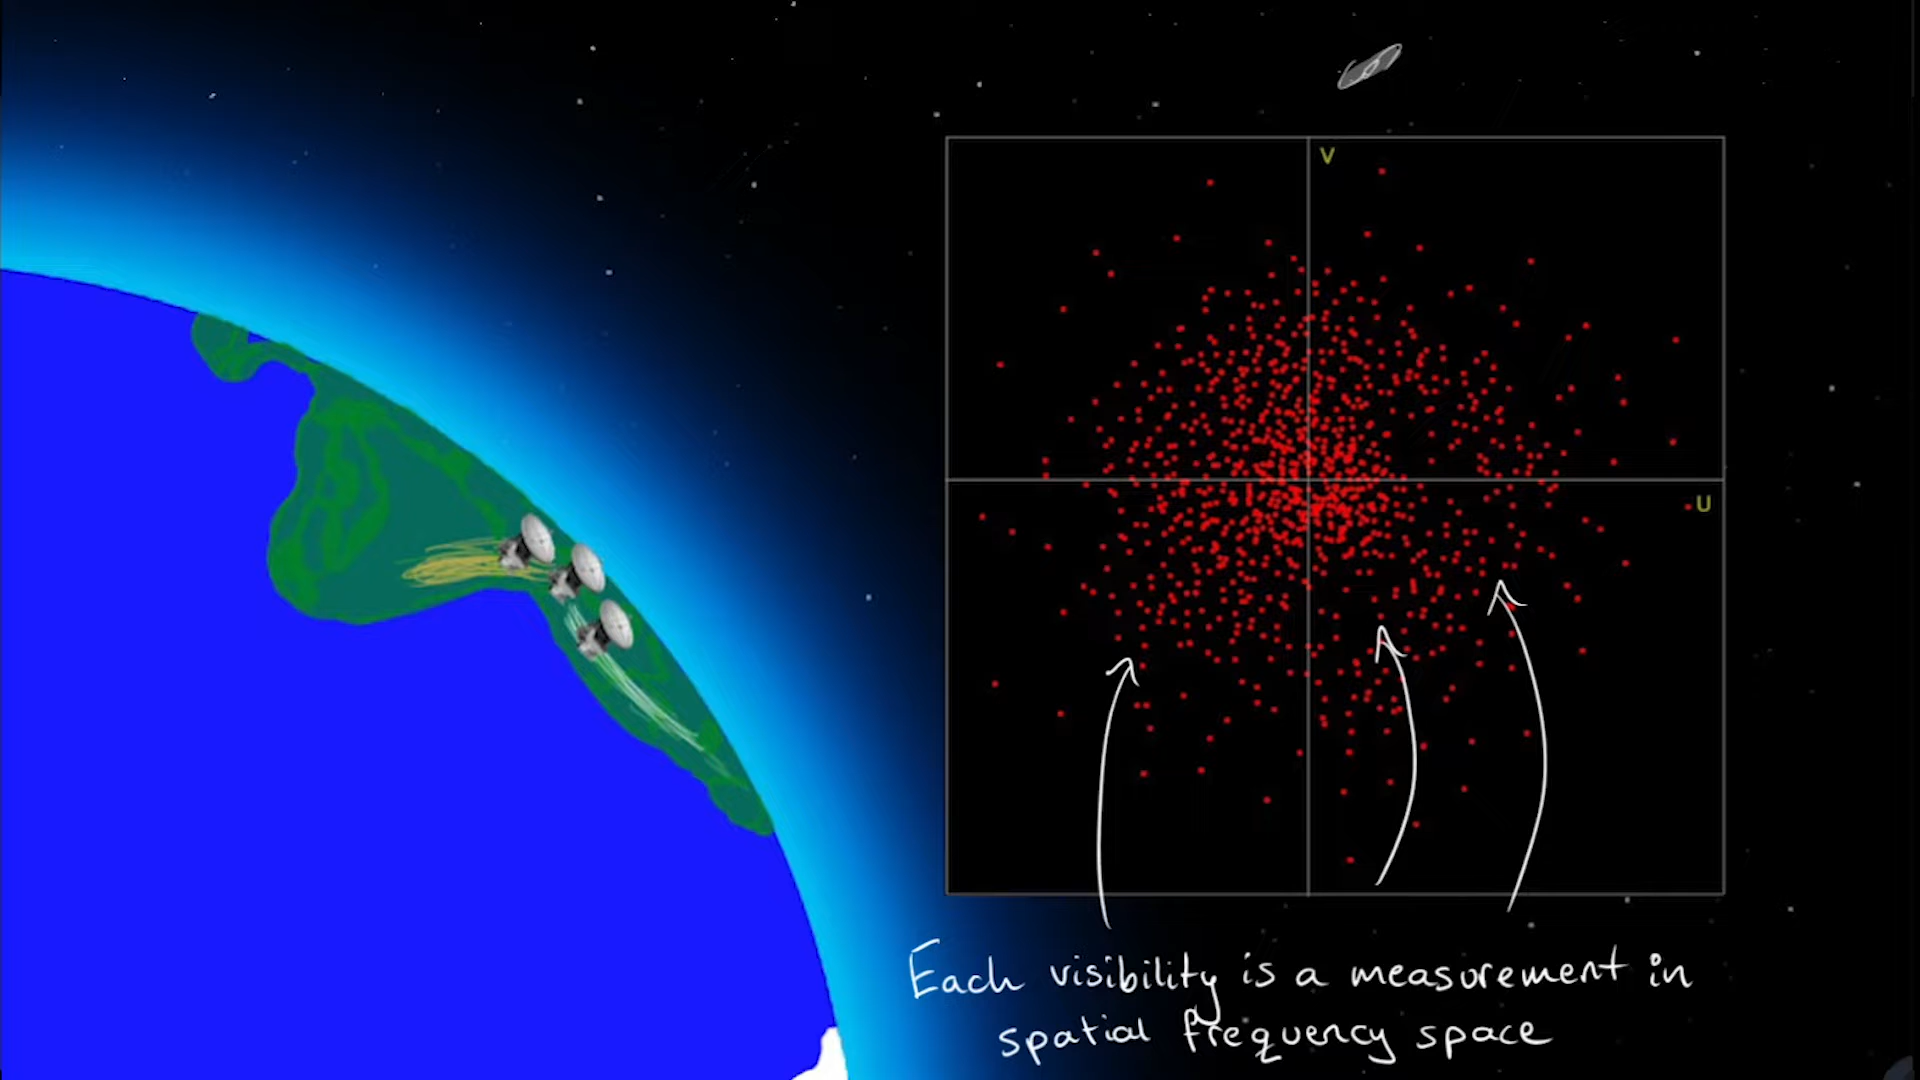 V
U
Each visibility is a measurement in
spatial frequency space